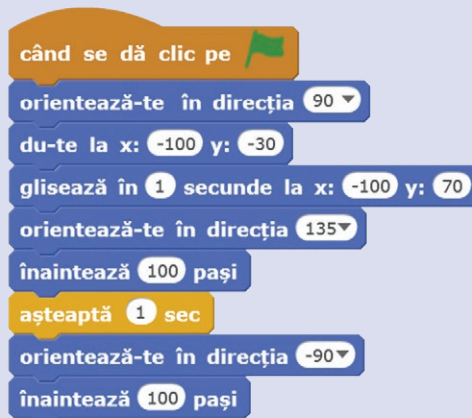 când se dă clic pe
orientează-te în direcția 90
du-te la x: -100 y: -30
glisează în 1 secunde la x: -100 y: 70
orientează-te în direcția 135
înaintează 100 pași
așteaptă 1 sec
orientează-te în direcția -90
înaintează 100 pași